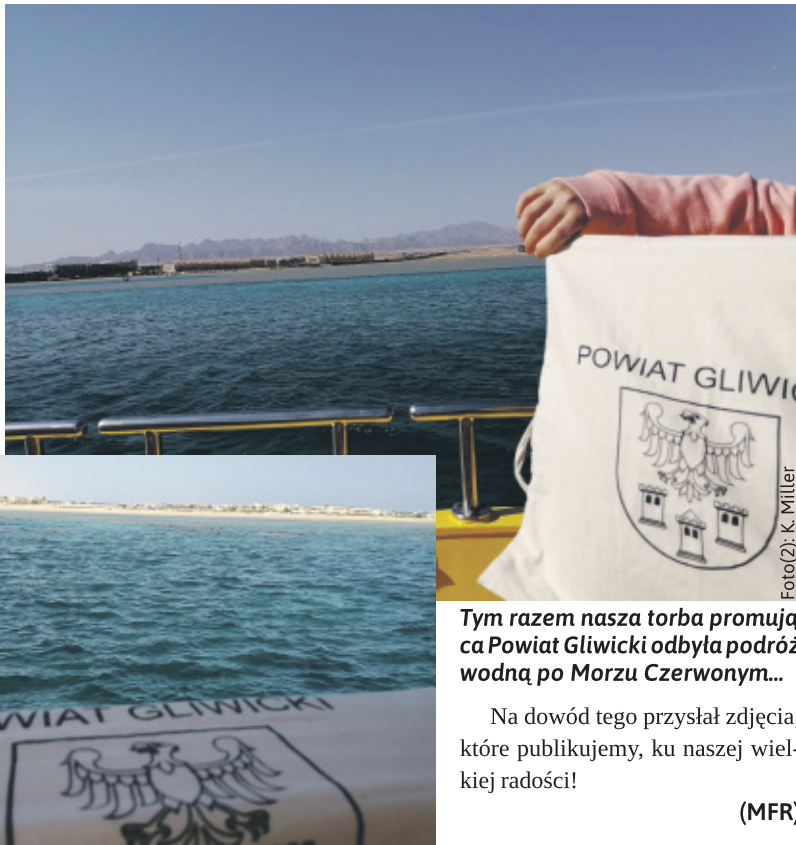 POWIAT GLIWIC
Foto(2): K. Miller
WIAT GLIWICKI
Tym razem nasza torba promują
ca Powiat Gliwicki odbyła podróż
wodną po Morzu Czerwonym...
Na dowód tego przysłał zdjęcia,
które publikujemy, ku naszej wiel-
kiej radości!
(MFR)